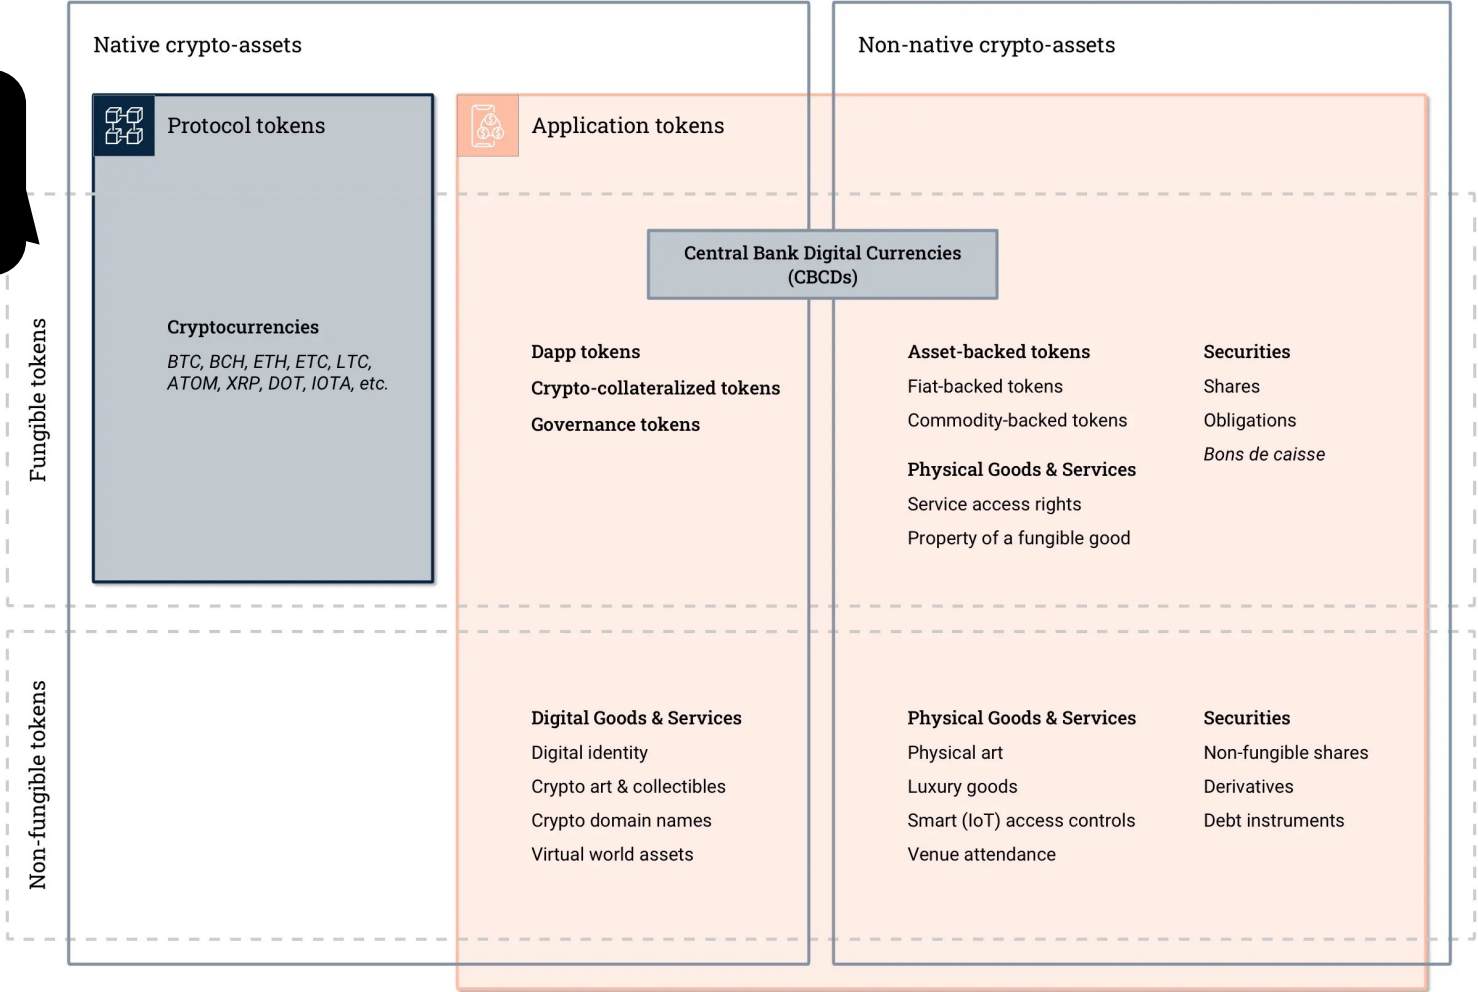 Native crypto-assets
Non-native crypto-assets
Protocol tokens
Application tokens
Fungible tokens
Central Bank Digital Currencies
(CBCDs)
Cryptocurrencies
BTC, BCH, ETH, ETC, LTC,
ATOM, XRP, DOT, IOTA, etc.
Dapp tokens
Crypto-collateralized tokens
Governance tokens
Asset-backed tokens
Fiat-backed tokens
Commodity-backed tokens
Physical Goods & Services
Service access rights
Property of a fungible good
Securities
Shares
Obligations
Bons de caisse
Non-fungible tokens
Digital Goods & Services
Digital identity
Crypto art & collectibles
Crypto domain names
Virtual world assets
Physical Goods & Services
Physical art
Luxury goods
Smart (IoT) access controls
Venue attendance
Securities
Non-fungible shares
Derivatives
Debt instruments